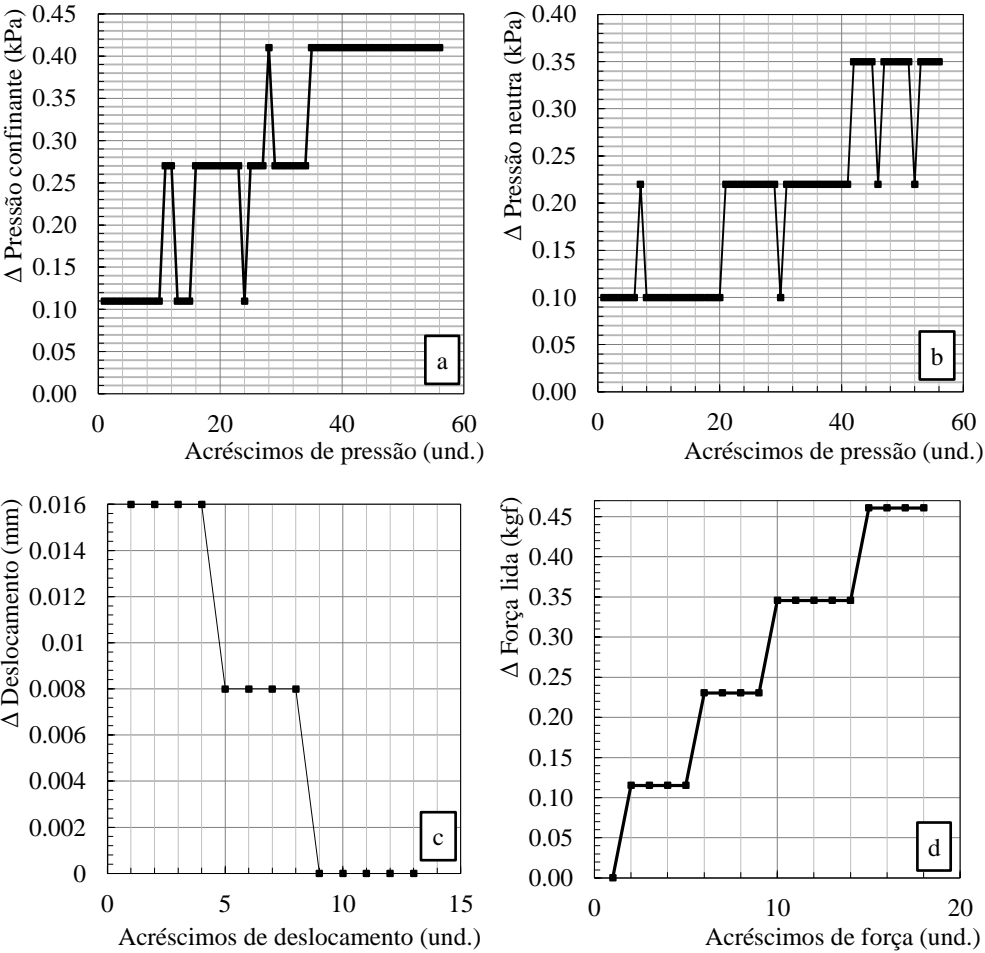 Δ Pressão confinante (kPa)
0.45
0.40
0.35
0.30
0.25
0.20
0.15
0.10
0.05
0.00
0 20 40 60
Acréscimos de pressão (und.)
a
Δ Pressão neutra (kPa)
0.40
0.35
0.30
0.25
0.20
0.15
0.10
0.05
0.00
0 20 40 60
Acréscimos de pressão (und.)
b
Δ Deslocamento (mm)
0.016
0.014
0.012
0.01
0.008
0.006
0.004
0.002
0
0 5 10 15
Acréscimos de deslocamento (und.)
c
Δ Força lida (kgf)
0.45
0.40
0.35
0.30
0.25
0.20
0.15
0.10
0.05
0.00
0 10 20
Acréscimos de força (und.)
d